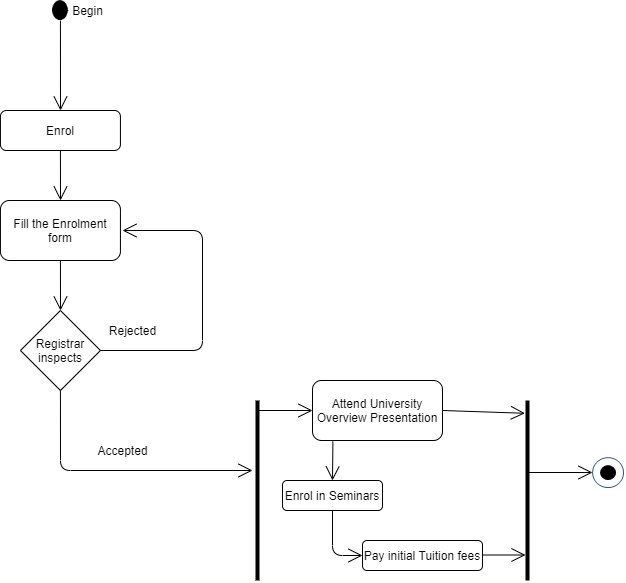 Begin
Enrol
Fill the Enrolment
form
Rejected
Registrar
inspects
Accepted
Attend University
Overview Presentation
Enrol in Seminars
Pay initial Tuition fees